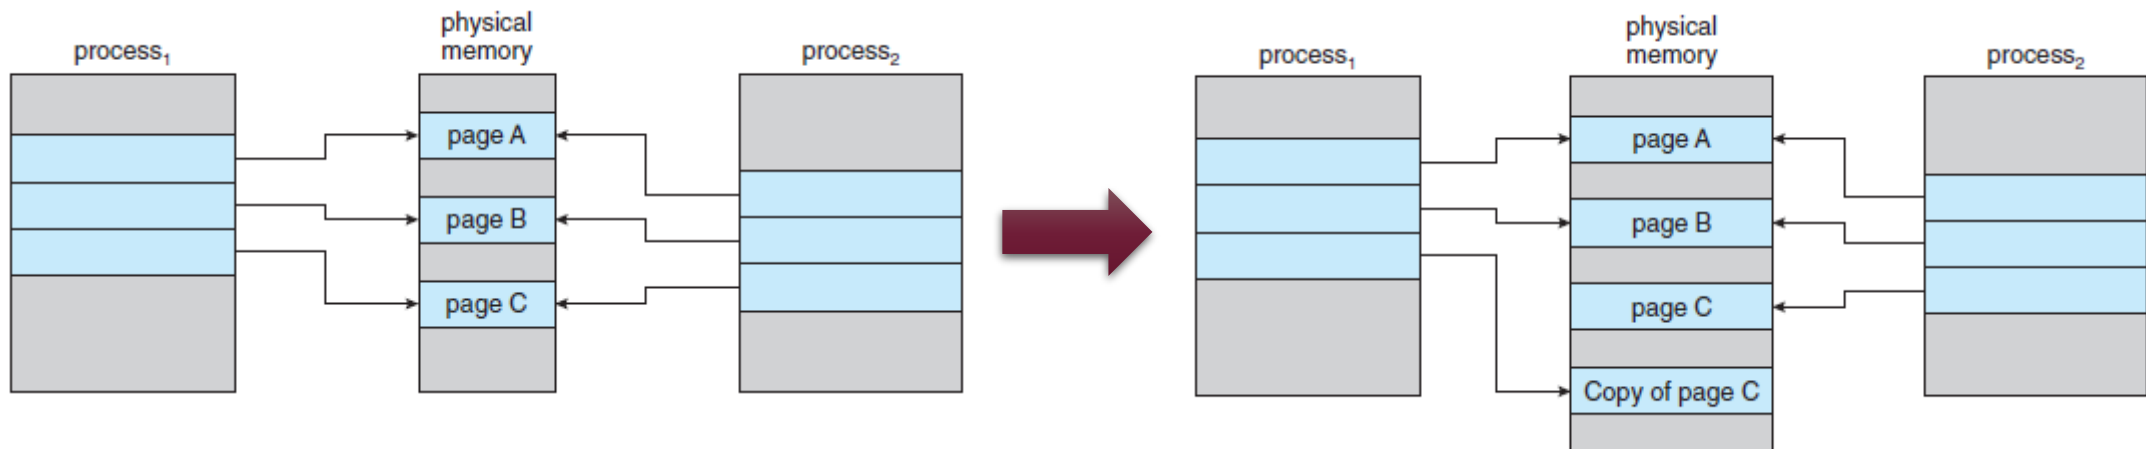 process₁
physical
memory
process₂
page A
page B
page C
process₁
physical
memory
process₂
page A
page B
page C
Copy of page C